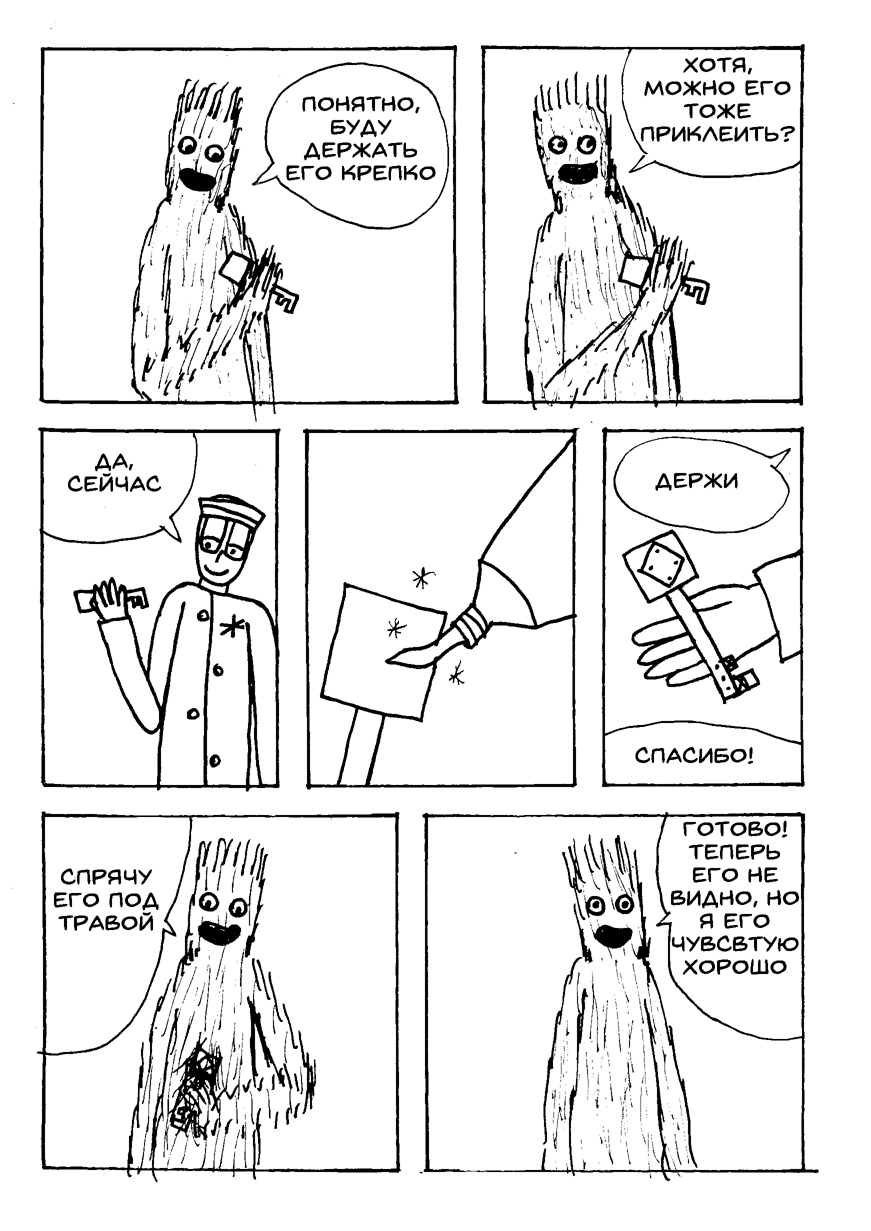 ПОНЯТНО,
БУДУ
ДЕРЖАТЬ
ЕГО КРЕПКО
ХОТЯ,
МОЖНО ЕГО
ТОЖЕ
ПРИКЛЕИТЬ?
ДА,
СЕЙЧАС
ДЕРЖИ
СПАСИБО!
СПРЯЧУ
ЕГО ПОД
ТРАВОЙ
ГОТОВО!
ТЕПЕРЬ
ЕГО НЕ
ВИДНО, НО
Я ЕГО
ЧУВСВТУЮ
ХОРОШО